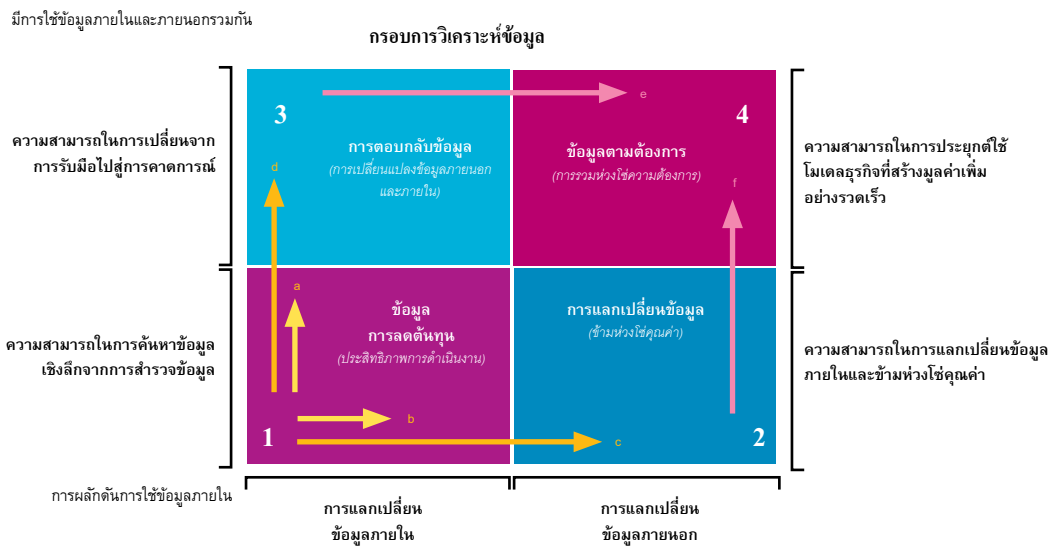 มีการใช้ข้อมูลภายในและภายนอกรวมกัน
กรอบการวิเคราะห์ข้อมูล
ความสามารถในการเปลี่ยนจาก
การรับมือไปสู่การคาดการณ์
3
d
การตอบกลับข้อมูล
(การเปลี่ยนแปลงข้อมูลภายนอก
และภายใน)
e
4
ข้อมูลตามต้องการ
(การรวมห่วงโซ่ความต้องการ)
f
ความสามารถในการประยุกต์ใช้
โมเดลธุรกิจที่สร้างมูลค่าเพิ่ม
อย่างรวดเร็ว
ความสามารถในการค้นหาข้อมูล
เชิงลึกจากการสำรวจข้อมูล
a
ข้อมูล
การลดต้นทุน
(ประสิทธิภาพการดำเนินงาน)
b
1
c
การแลกเปลี่ยนข้อมูล
(ข้ามห่วงโซ่คุณค่า)
2
ความสามารถในการแลกเปลี่ยนข้อมูล
ภายในและข้ามห่วงโซ่คุณค่า
การผลักดันการใช้ข้อมูลภายใน
การแลกเปลี่ยน
ข้อมูลภายใน
การแลกเปลี่ยน
ข้อมูลภายนอก